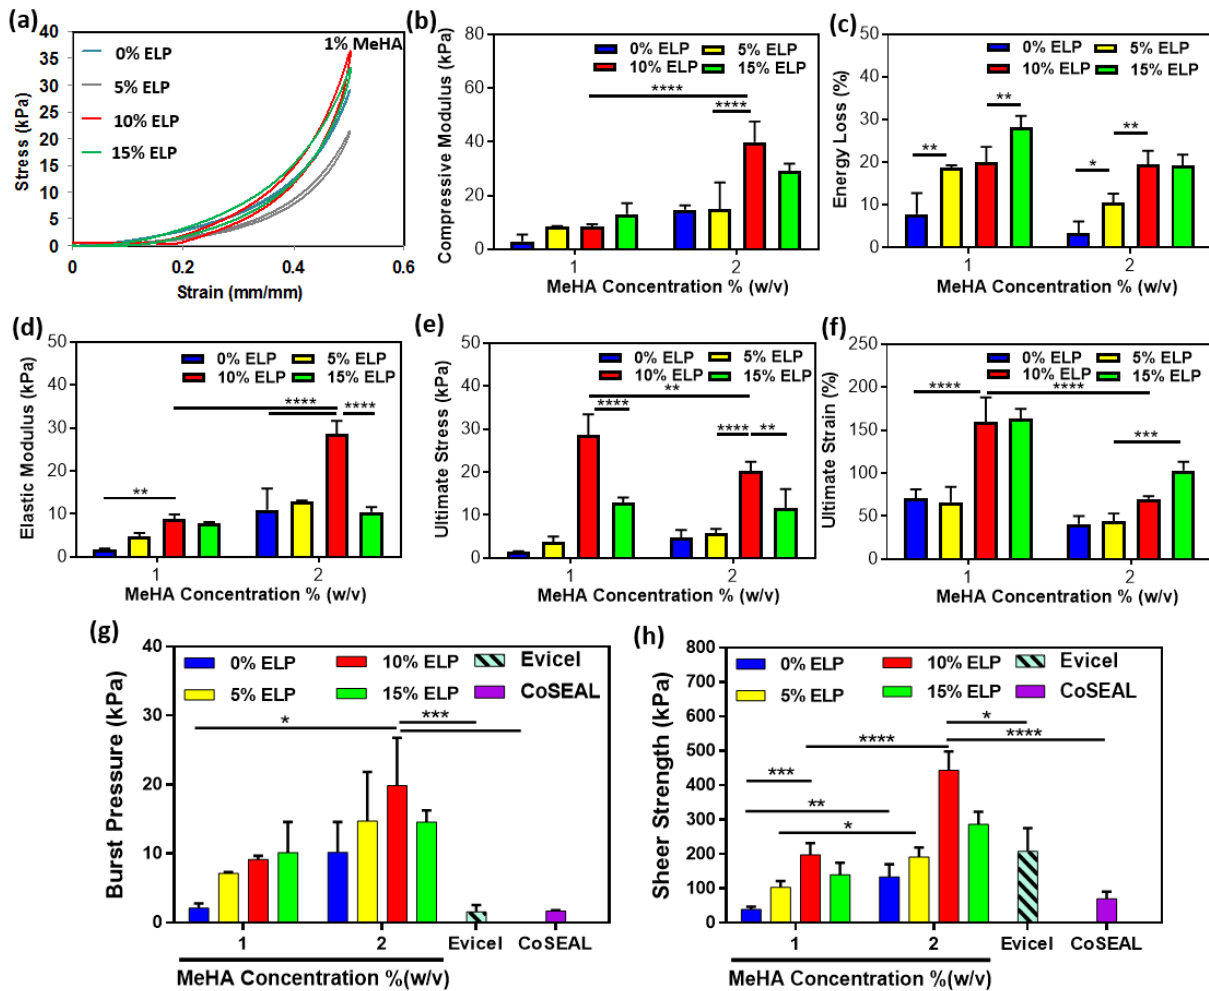 (a)
Stress (kPa)
40
35
30
25
20
15
10
5
0
1% MeHA
0% ELP
5% ELP
10% ELP
15% ELP
0 0.2 0.4 0.6
Strain (mm/mm)
(b)
Compressive Modulus (kPa)
80
60
40
20
0
0% ELP 5% ELP
10% ELP 15% ELP
****
****
1 2
MeHA Concentration % (w/v)
(c)
Energy Loss (%)
50
40
30
20
10
0
0% ELP 5% ELP
10% ELP 15% ELP
** ** * **
1 2
MeHA Concentration % (w/v)
(d)
Elastic Modulus (kPa)
50
40
30
20
10
0
0% ELP 5% ELP
10% ELP 15% ELP
**** ****
**
1 2
MeHA Concentration % (w/v)
(e)
Ultimate Stress (kPa)
50
40
30
20
10
0
0% ELP 5% ELP
10% ELP 15% ELP
**
****
**** **
1 2
MeHA Concentration % (w/v)
(f)
Ultimate Strain (%)
250
200
150
100
50
0
0% ELP 5% ELP
10% ELP 15% ELP
**** ****
***
1 2
MeHA Concentration % (w/v)
(g)
Burst Pressure (kPa)
40
30
20
10
0
0% ELP 10% ELP Evicel
5% ELP 15% ELP CoSEAL
* ***
1 2 Evicel CoSEAL
MeHA Concentration %(w/v)
(h)
Sheer Strength (kPa)
800
700
600
500
400
300
200
100
0
0% ELP 10% ELP Evicel
5% ELP 15% ELP CoSEAL
*
**** ****
***
**
*
1 2 Evicel CoSEAL
MeHA Concentration %(w/v)